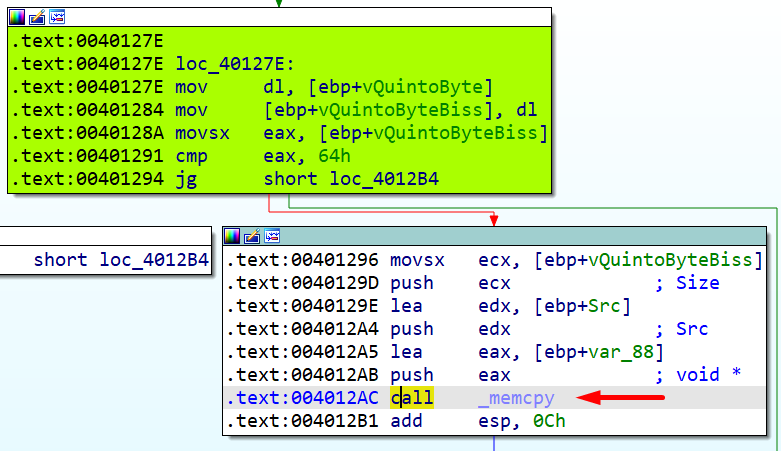 .text:0040127E
.text:0040127E loc_40127E:
.text:0040127E mov dl, [ebp+vQuintoByte]
.text:00401284 mov [ebp+vQuintoByteBiss], dl
.text:0040128A movsx eax, [ebp+vQuintoByteBiss]
.text:00401291 cmp eax, 64h
.text:00401294 jg short loc_4012B4
short loc_4012B4
.text:00401296 movsx ecx, [ebp+vQuintoByteBiss]
.text:0040129D push ecx ; Size
.text:0040129E lea edx, [ebp+Src]
.text:004012A4 push edx ; Src
.text:004012A5 lea eax, [ebp+var_88]
.text:004012AB push eax ; void *
.text:004012AC call _memcpy
.text:004012B1 add esp, 0Ch